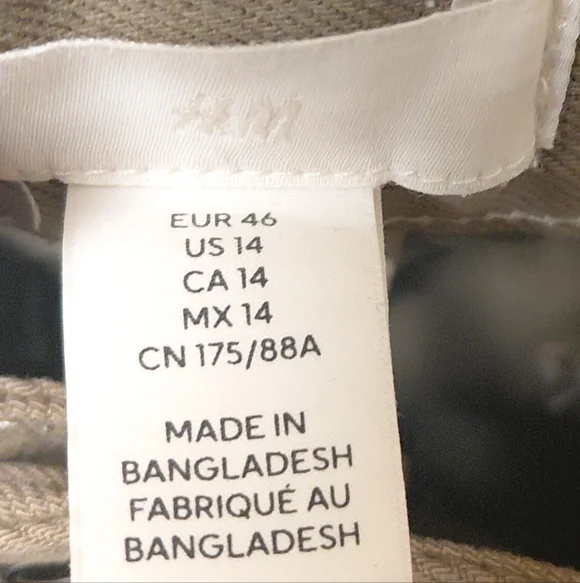 H&M
EUR 46
US 14
CA 14
MX 14
CN 175/88A
MADE IN
BANGLADESH
FABRIQUÉ AU
BANGLADESH